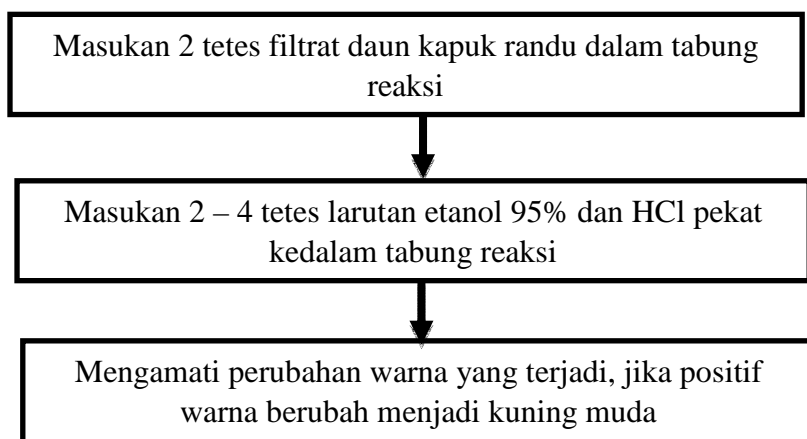 Masukan 2 tetes filtrat daun kapuk randu dalam tabung
reaksi
Masukan 2 – 4 tetes larutan etanol 95% dan HCl pekat
kedalam tabung reaksi
Mengamati perubahan warna yang terjadi, jika positif
warna berubah menjadi kuning muda